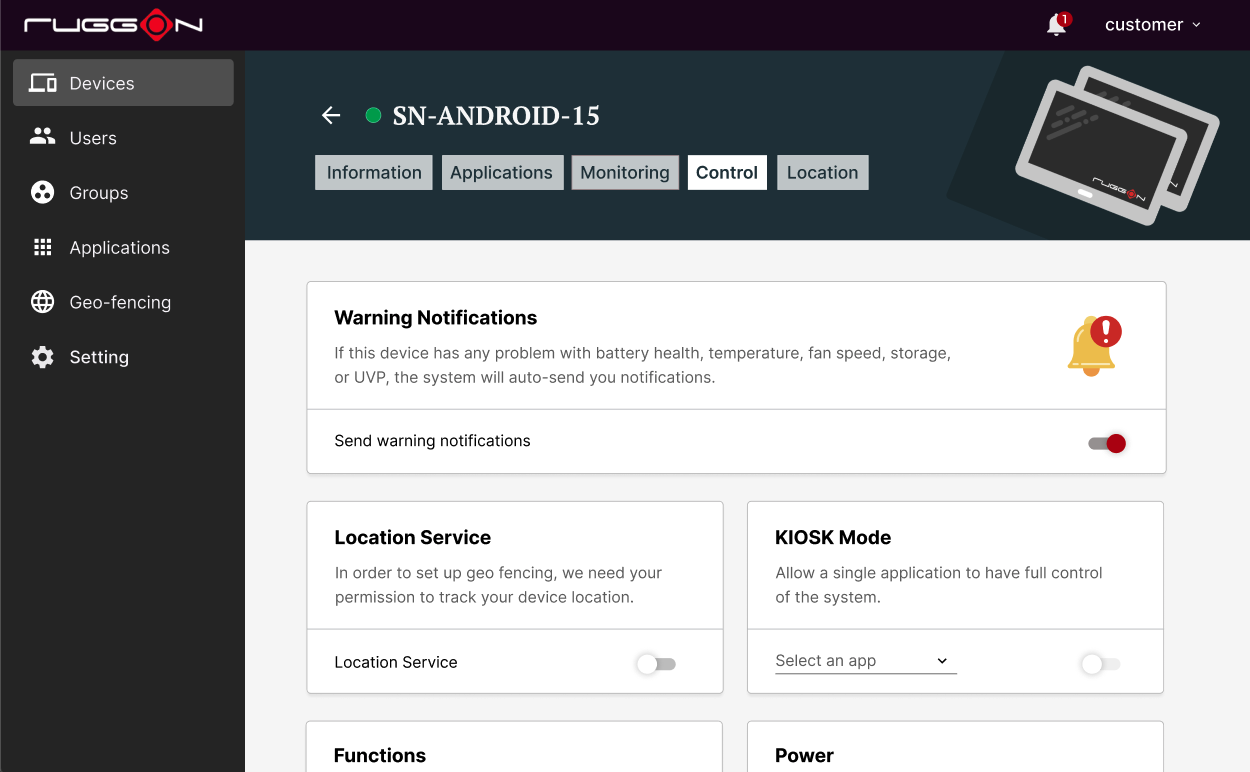 RUGGON
1
customer
Devices
Users
Groups
Applications
Geo-fencing
Setting
SN-ANDROID-15
Information
Applications
Monitoring
Control
Location
RUGGON
Warning Notifications
If this device has any problem with battery health, temperature, fan speed, storage,
or UVP, the system will auto-send you notifications.
Send warning notifications
Location Service
In order to set up geo fencing, we need your
permission to track your device location.
Location Service
KIOSK Mode
Allow a single application to have full control
of the system.
Select an app
Functions
Power